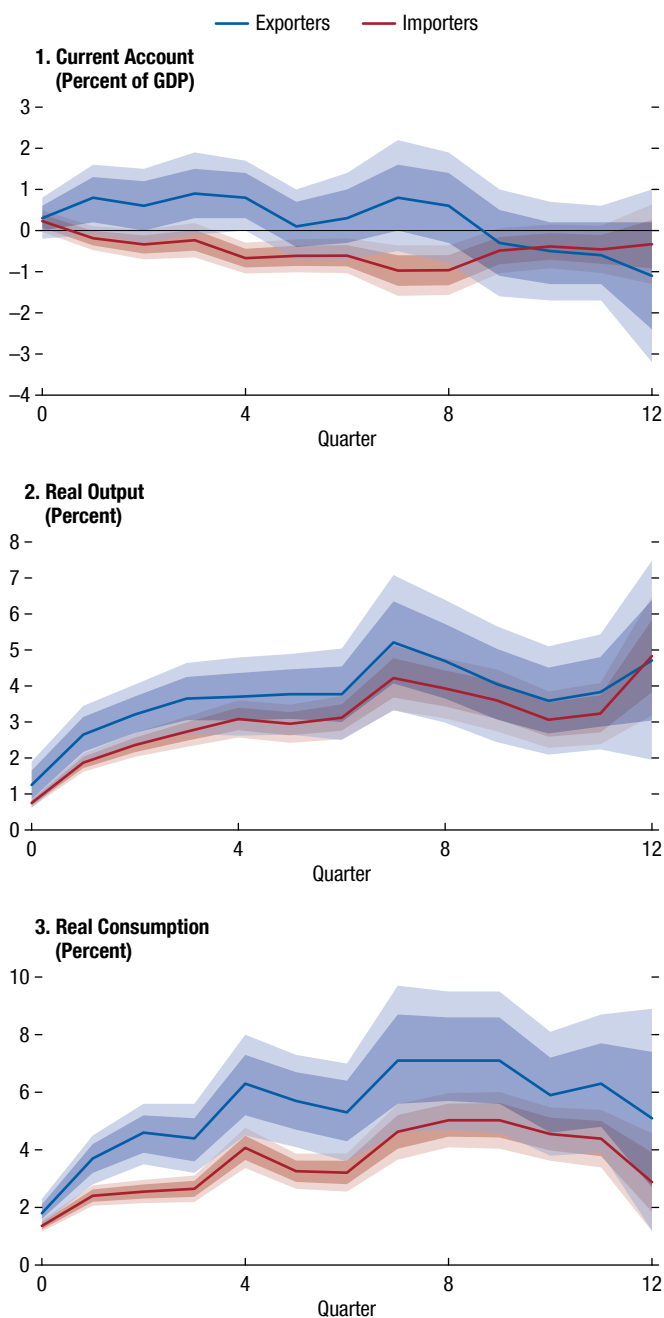 Exporters Importers
1. Current Account
(Percent of GDP)
3
2
1
0
–1
–2
–3
–4
0 4 8 12
Quarter
2. Real Output
(Percent)
8
7
6
5
4
3
2
1
0
0 4 8 12
Quarter
3. Real Consumption
(Percent)
10
8
6
4
2
0
0 4 8 12
Quarter